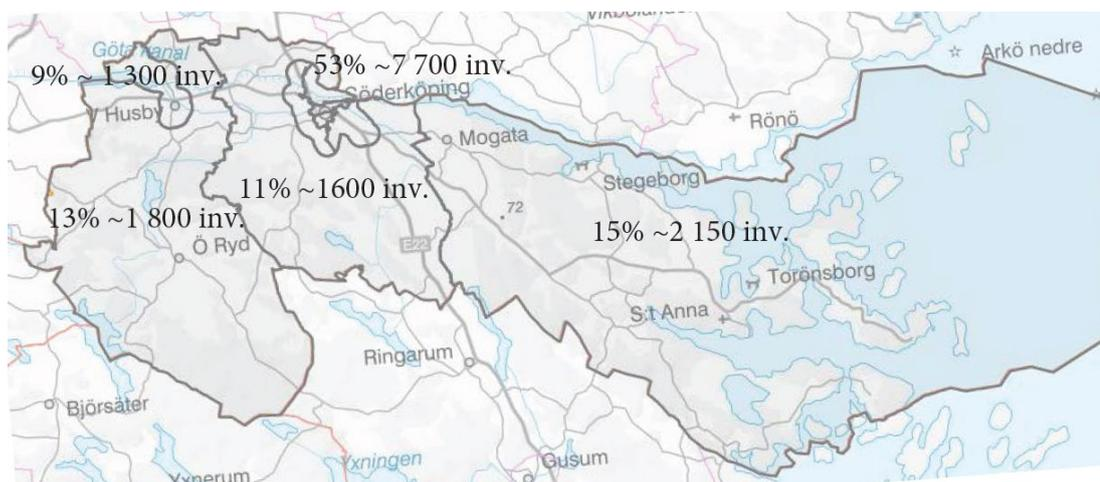 Arkö nedre
Göta kanal
53% ~7 700 inv.
9% ~ 1 300 inv.
Söderköping
V Husby
Rönö
Mogata
Stegeborg
11% ~1600 inv.
72
13% ~1 800 inv.
15% ~2 150 inv.
Ö Ryd
E22
Torönsborg
S:t Anna
Ringarum
Björsäter
Gusum
Yxningen
Yxnerum